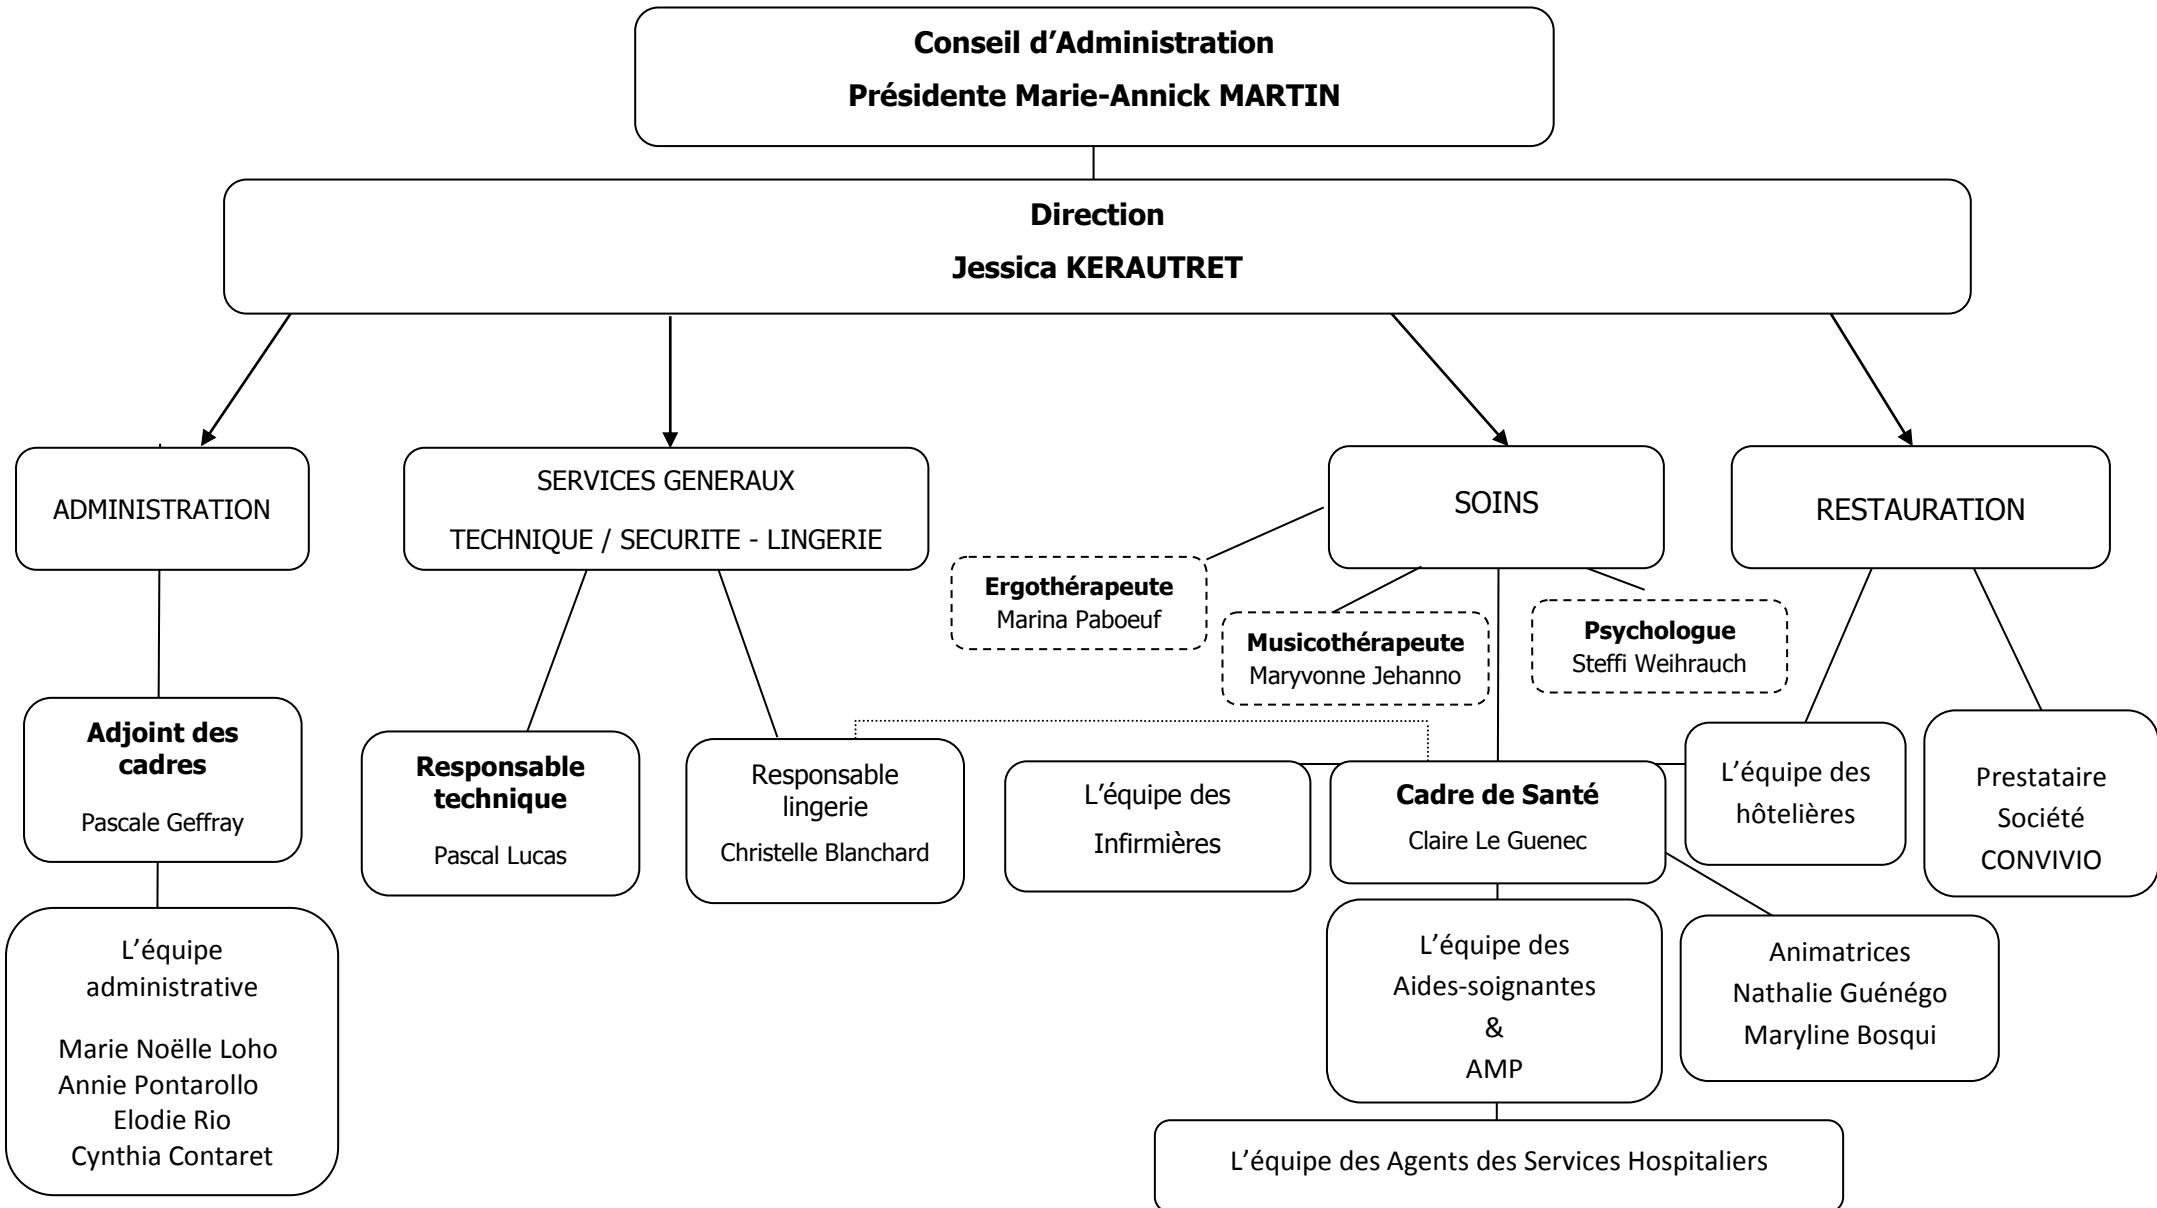 Conseil d’Administration
Présidente Marie-Annick MARTIN
Direction
Jessica KERAUTRET
ADMINISTRATION
SERVICES GENERAUX
TECHNIQUE / SECURITE - LINGERIE
SOINS
RESTAURATION
Ergothérapeute
Marina Paboeuf
Musicothérapeute
Maryvonne Jehanno
Psychologue
Steffi Weihrauch
Adjoint des
cadres
Pascale Geffray
Responsable
technique
Pascal Lucas
Responsable
lingerie
Christelle Blanchard
L’équipe des
Infirmières
Cadre de Santé
Claire Le Guenec
L’équipe des
hôtelières
Prestataire
Société
CONVIVIO
L’équipe
administrative
Marie Noëlle Loho
Annie Pontarollo
Elodie Rio
Cynthia Contaret
L’équipe des
Aides-soignantes
&
AMP
Animatrices
Nathalie Guénégo
Maryline Bosqui
L’équipe des Agents des Services Hospitaliers